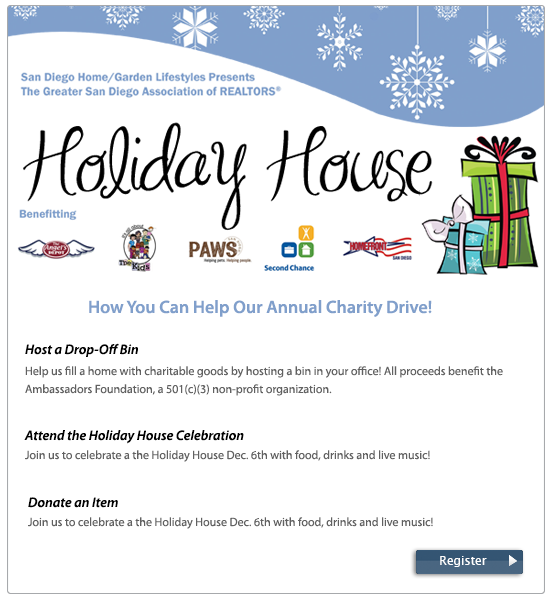 San Diego Home/Garden Lifestyles Presents
The Greater San Diego Association of REALTORS®
Holiday House
Benefitting
The Angel's Depot
It's all about The Kids
PAWS
Helping pets Helping people
Second Chance
HOMEFRONT
SAN DIEGO
How You Can Help Our Annual Charity Drive!
Host a Drop-Off Bin
Help us fill a home with charitable goods by hosting a bin in your office! All proceeds benefit the
Ambassadors Foundation, a 501(c)(3) non-profit organization.
Attend the Holiday House Celebration
Join us to celebrate a the Holiday House Dec. 6th with food, drinks and live music!
Donate an Item
Join us to celebrate a the Holiday House Dec. 6th with food, drinks and live music!
Register